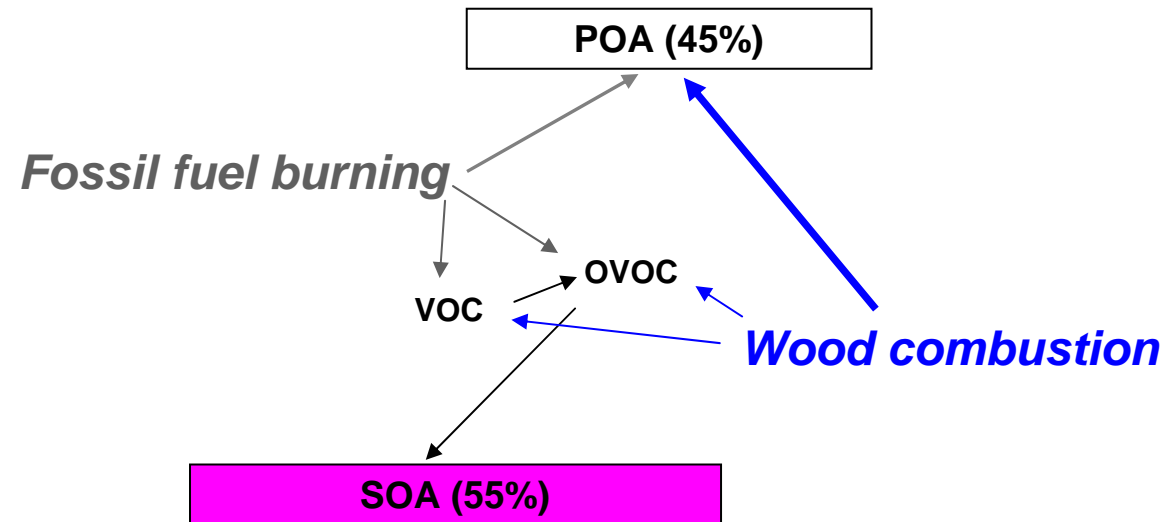 POA (45%)
Fossil fuel burning
OVOC
VOC
Wood combustion
SOA (55%)